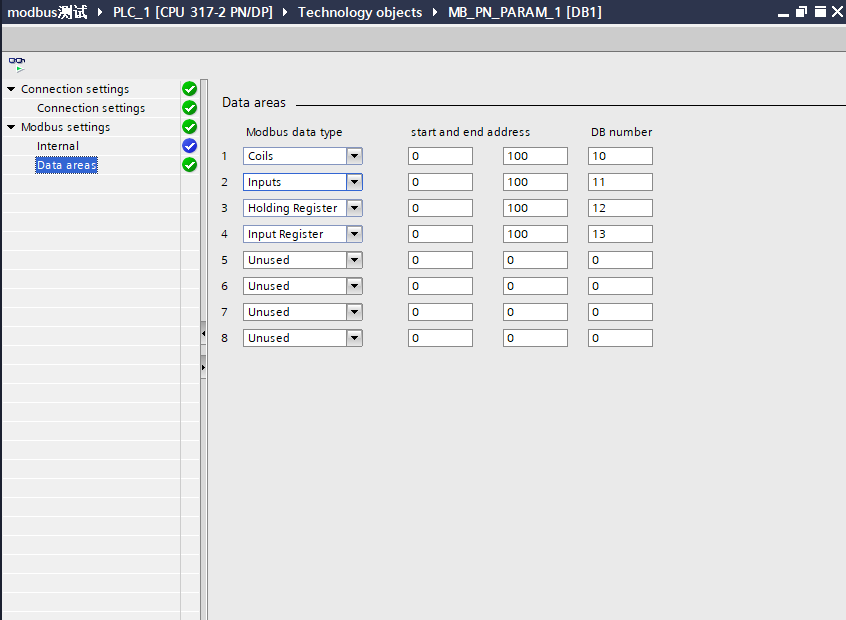 modbus测试 PLC_1 [CPU 317-2 PN/DP] Technology objects MB_PN_PARAM_1 [DB1]
Connection settings
Connection settings
Modbus settings
Internal
Data areas
Data areas
Modbus data type start and end address DB number
1 Coils 0 100 10
2 Inputs 0 100 11
3 Holding Register 0 100 12
4 Input Register 0 100 13
5 Unused 0 0 0
6 Unused 0 0 0
7 Unused 0 0 0
8 Unused 0 0 0